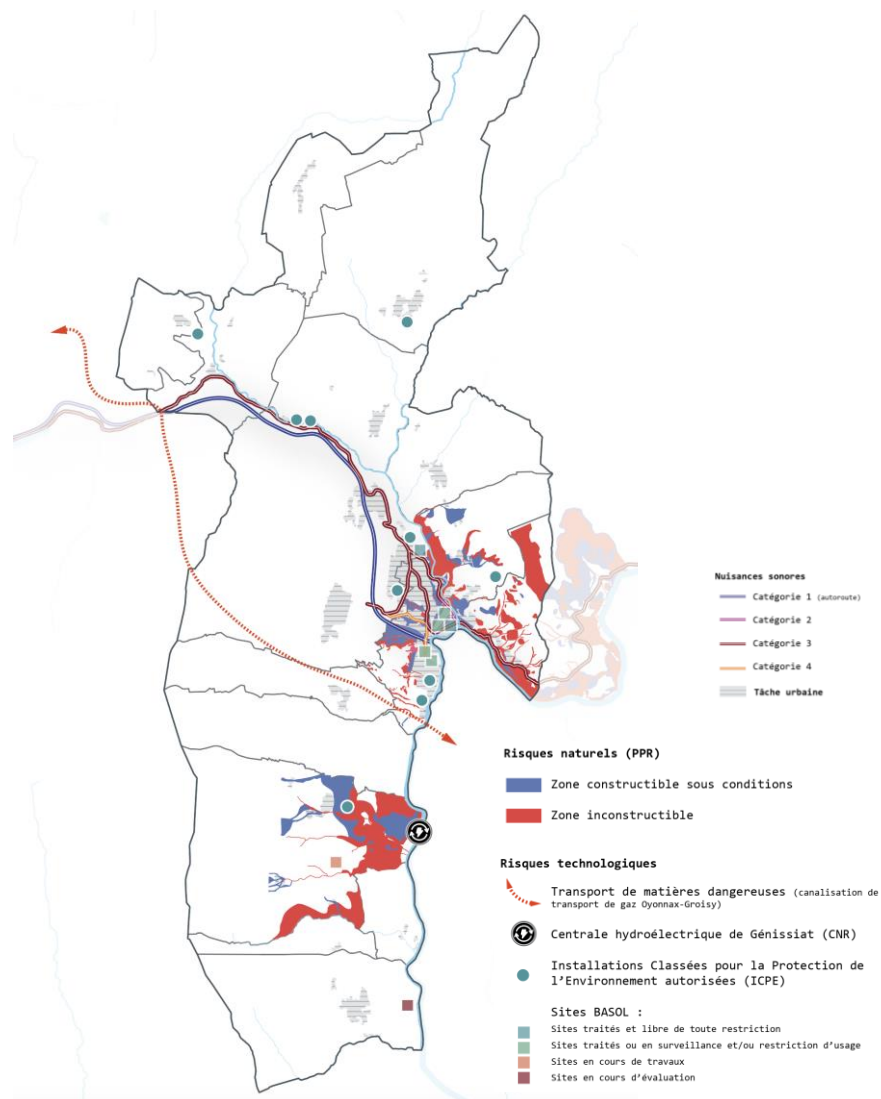 Nuisances sonores
Catégorie 1 (autoroute)
Catégorie 2
Catégorie 3
Catégorie 4
Tâche urbaine
Risques naturels (PPR)
Zone constructible sous conditions
Zone inconstructible
Risques technologiques
Transport de matières dangereuses (canalisation de
transport de gaz Oyonnax-Groisy)
Centrale hydroélectrique de Génissiat (CNR)
Installations Classées pour la Protection de
l'Environnement autorisées (ICPE)
Sites BASOL :
Sites traités et libre de toute restriction
Sites traités ou en surveillance et/ou restriction d'usage
Sites en cours de travaux
Sites en cours d'évaluation